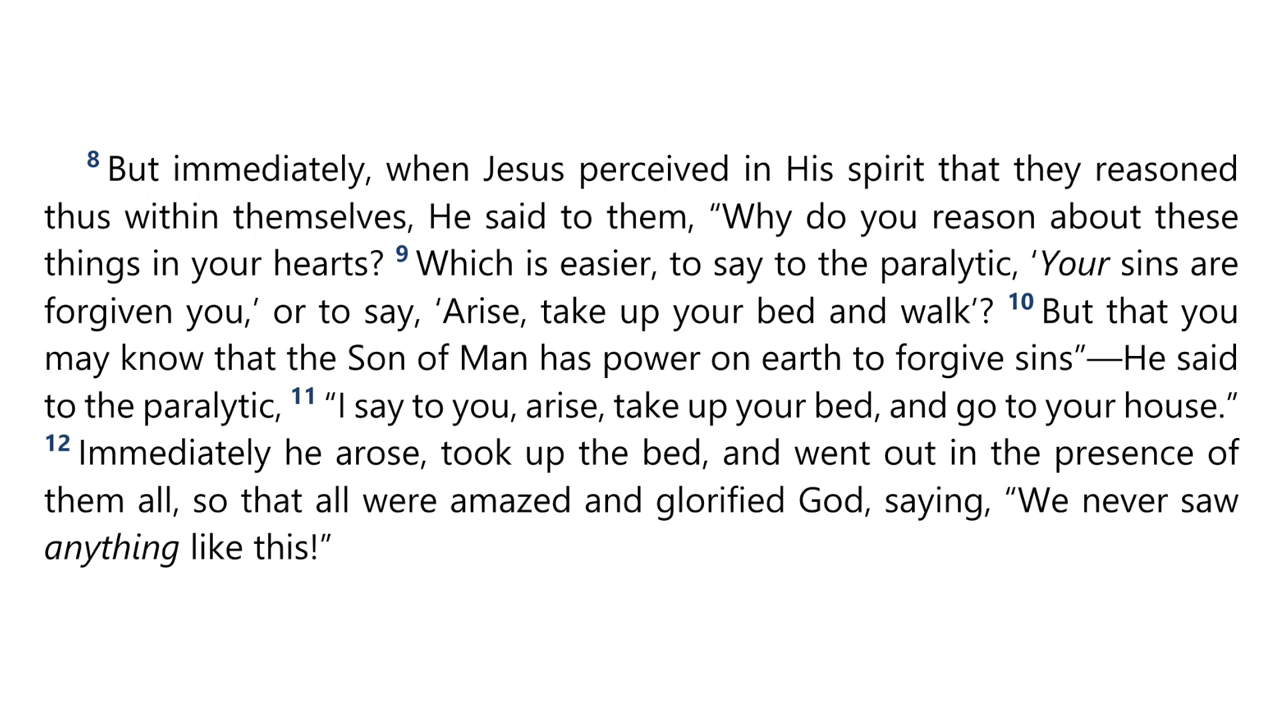 8 But immediately, when Jesus perceived in His spirit that they reasoned
thus within themselves, He said to them, “Why do you reason about these
things in your hearts? 9 Which is easier, to say to the paralytic, ‘Your sins are
forgiven you,’ or to say, ‘Arise, take up your bed and walk’? 10 But that you
may know that the Son of Man has power on earth to forgive sins”—He said
to the paralytic, 11 “I say to you, arise, take up your bed, and go to your house.”
12 Immediately he arose, took up the bed, and went out in the presence of
them all, so that all were amazed and glorified God, saying, “We never saw
anything like this!”